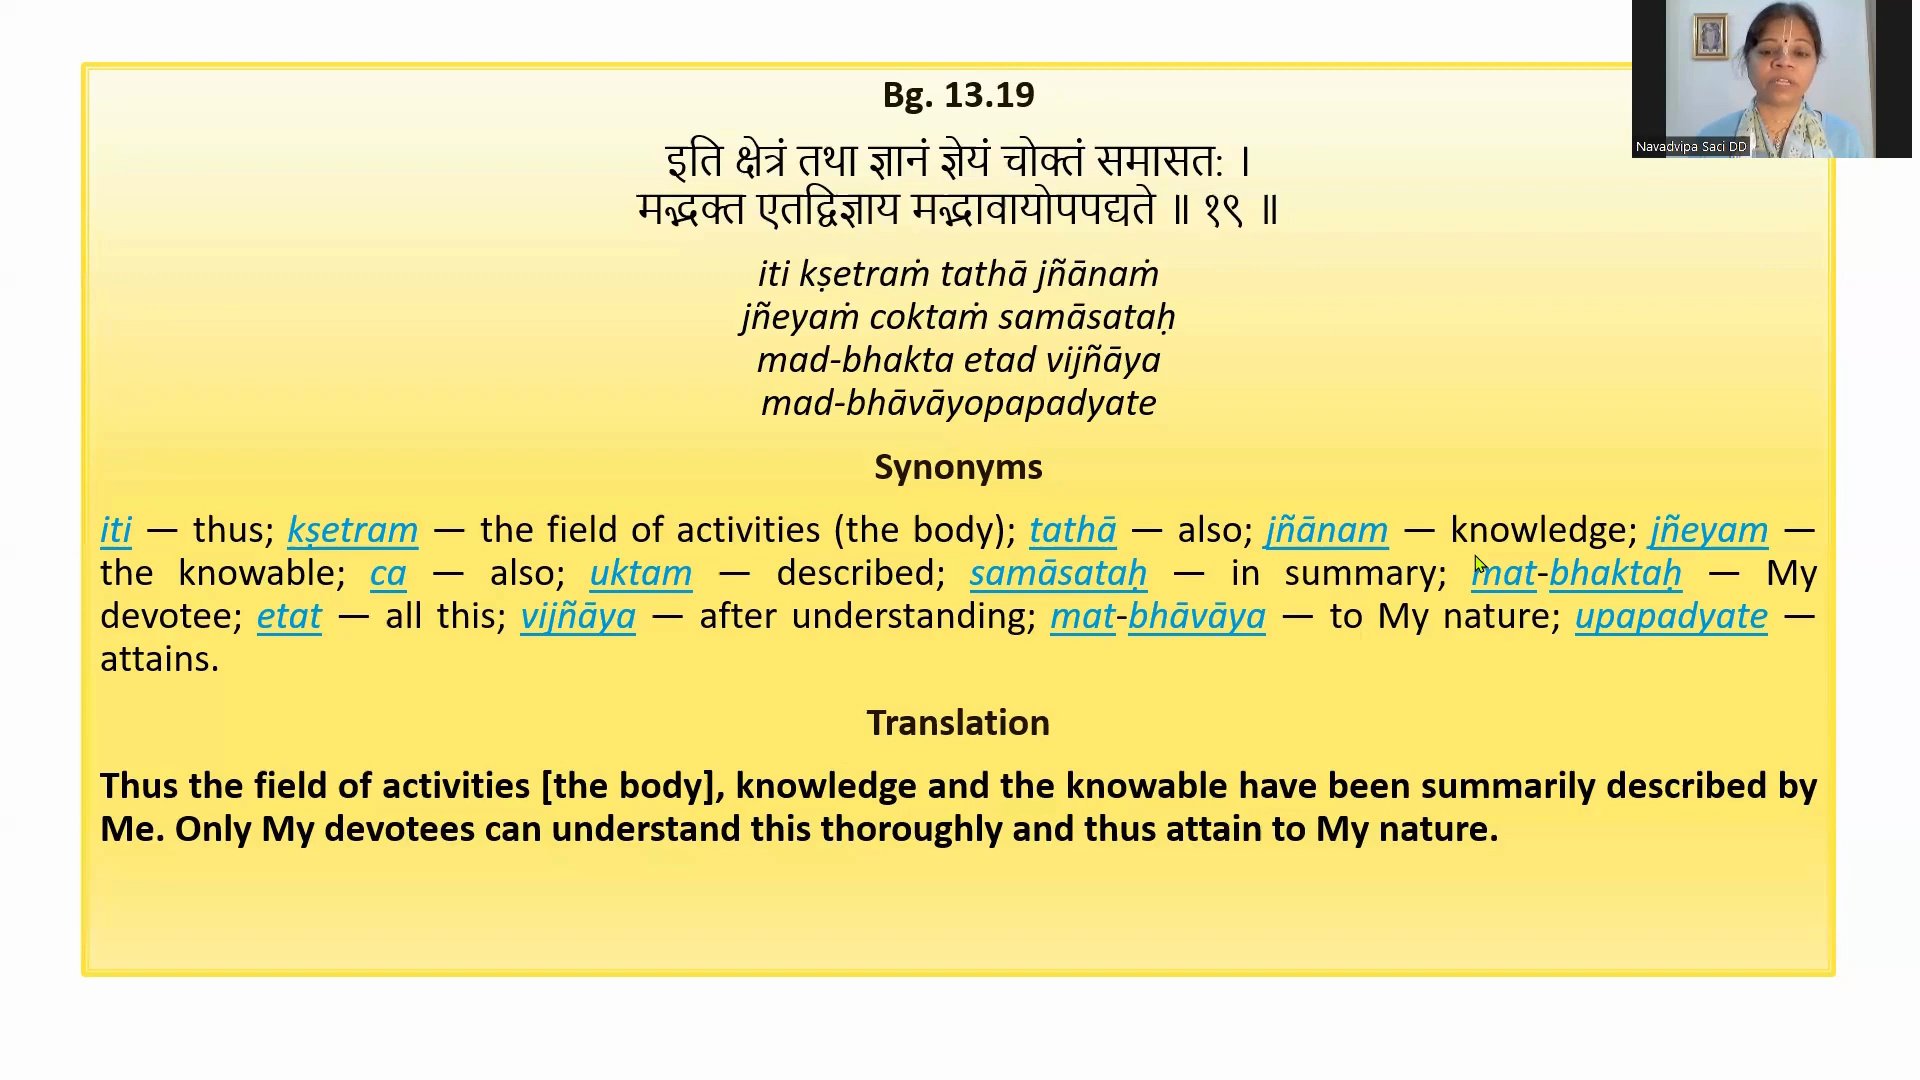 Bg. 13.19
Navadvipa Saci DD
इति क्षेत्रं तथा ज्ञानं ज्ञेयं चोक्तं समासतः ।
मद्भक्त एतद्विज्ञाय मद्भावायोपपद्यते ॥ १९ ॥
iti kṣetraṁ tathā jñānaṁ
jñeyaṁ coktaṁ samāsataḥ
mad-bhakta etad vijñāya
mad-bhāvāyopapadyate
Synonyms
iti — thus; kṣetram — the field of activities (the body); tathā — also; jñānam — knowledge; jñeyam —
the knowable; ca — also; uktam — described; samāsataḥ — in summary; mat-bhaktaḥ — My
devotee; etat — all this; vijñāya — after understanding; mat-bhāvāya — to My nature; upapadyate —
attains.
Translation
Thus the field of activities [the body], knowledge and the knowable have been summarily described by
Me. Only My devotees can understand this thoroughly and thus attain to My nature.